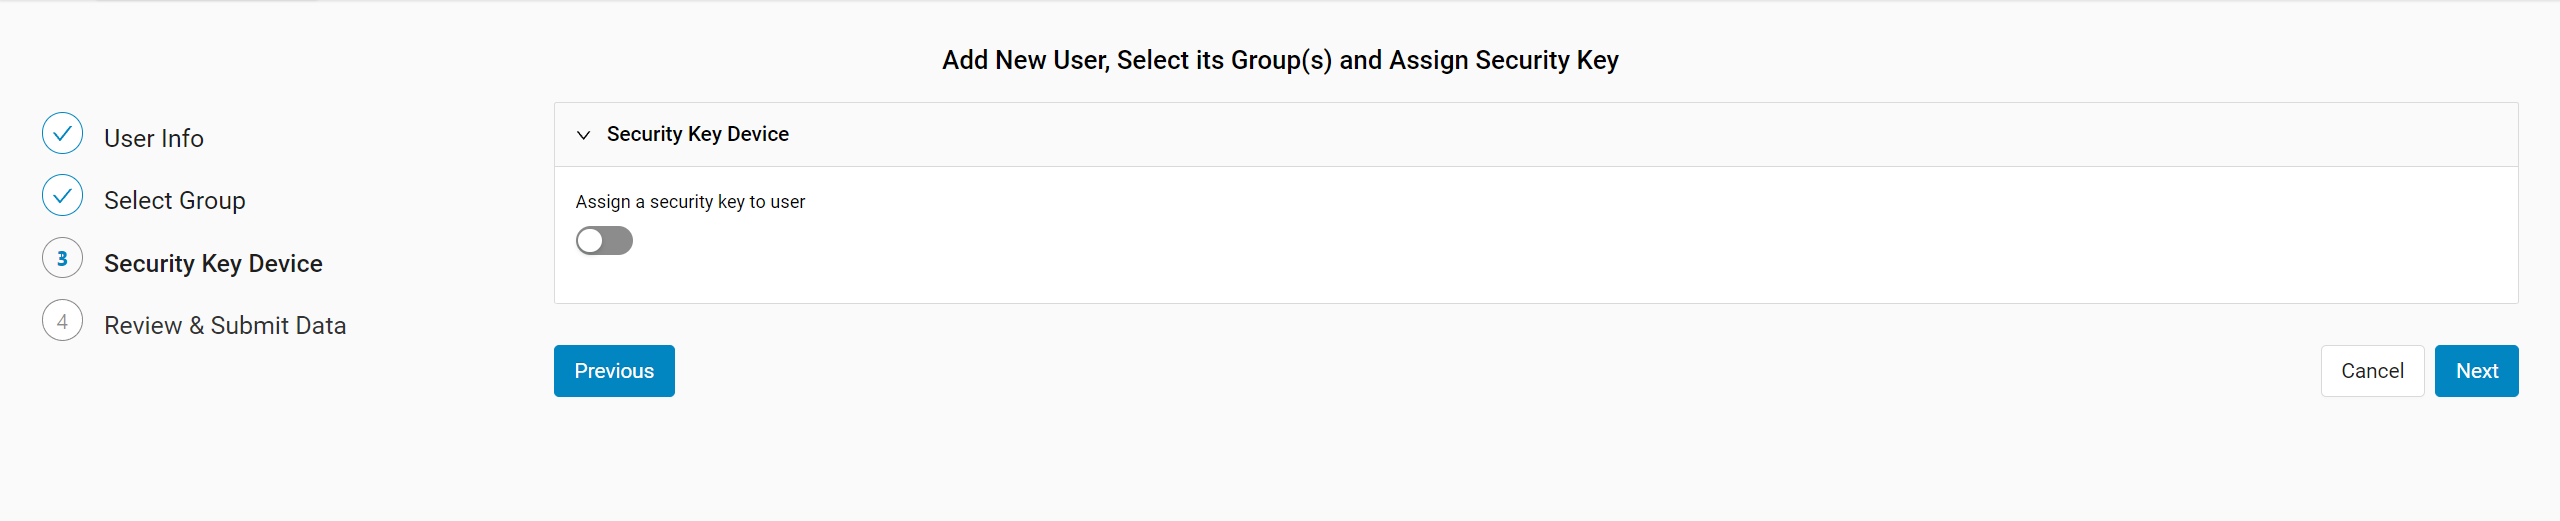 Add New User, Select its Group(s) and Assign Security Key
User Info
Select Group
3 Security Key Device
4 Review & Submit Data
Security Key Device
Assign a security key to user
Previous
Cancel
Next